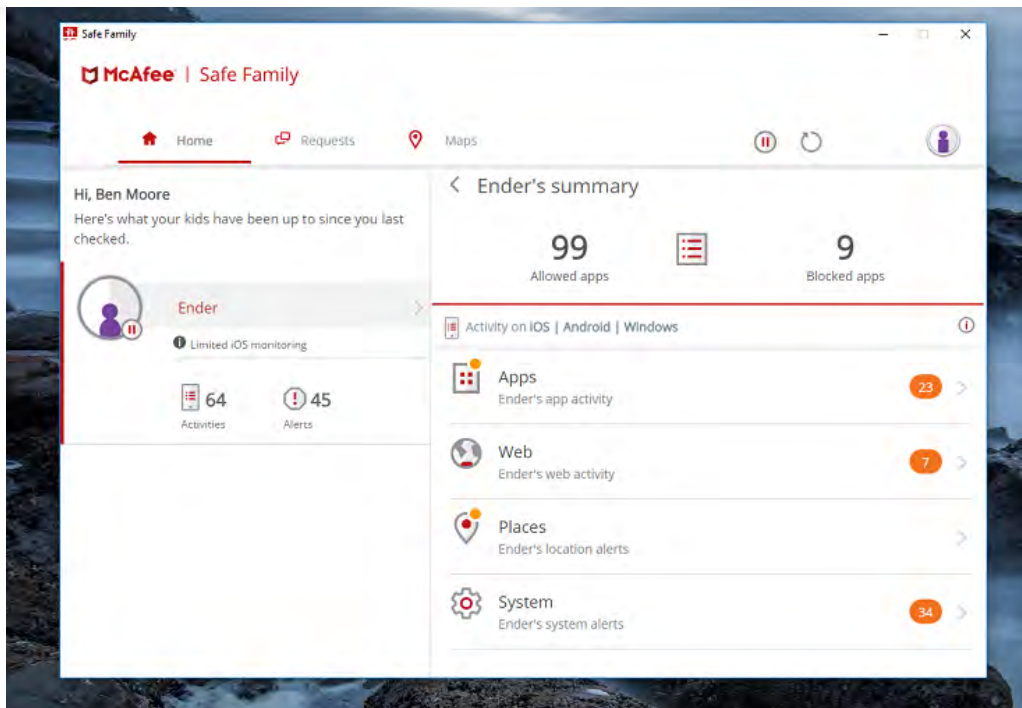 Safe Family
McAfee | Safe Family
Home
Requests
Maps
Hi, Ben Moore
Here's what your kids have been up to since you last
checked.
Ender
Limited iOS monitoring
64
Activities
45
Alerts
Ender's summary
99
Allowed apps
9
Blocked apps
Activity on iOS | Android | Windows
Apps
Ender's app activity
23
Web
Ender's web activity
7
Places
Ender's location alerts
System
Ender's system alerts
34